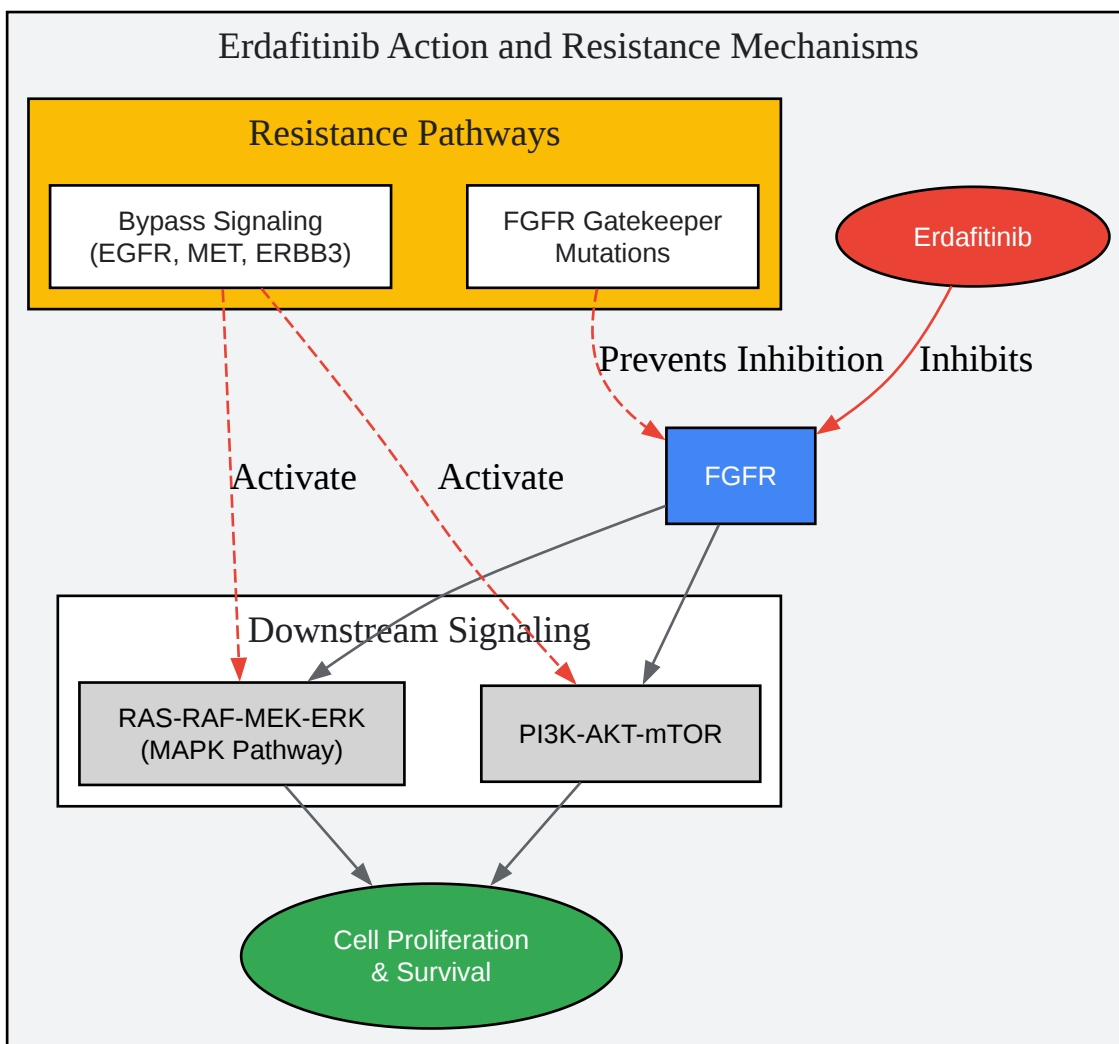 Erdafitinib Action and Resistance Mechanisms
Resistance Pathways
Bypass Signaling
(EGFR, MET, ERBB3)
FGFR Gatekeeper
Mutations
Erdafitinib
Prevents Inhibition
Inhibits
Activate
Activate
FGFR
Downstream Signaling
RAS-RAF-MEK-ERK
(MAPK Pathway)
PI3K-AKT-mTOR
Cell Proliferation
& Survival